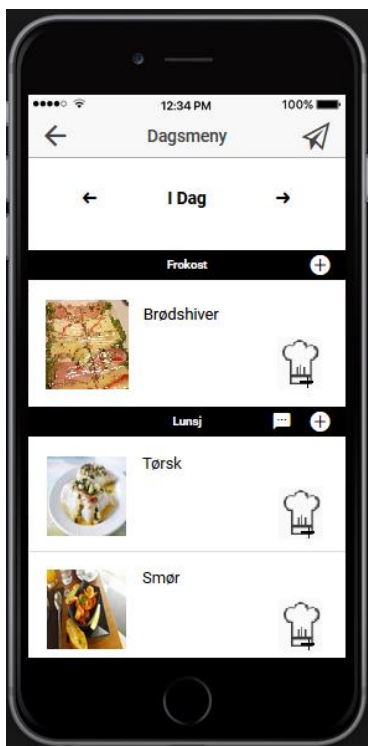 12:34 PM
100%
Dagsmeny
I Dag
Frokost
Brødshiver
Lunsj
Tørsk
Smør